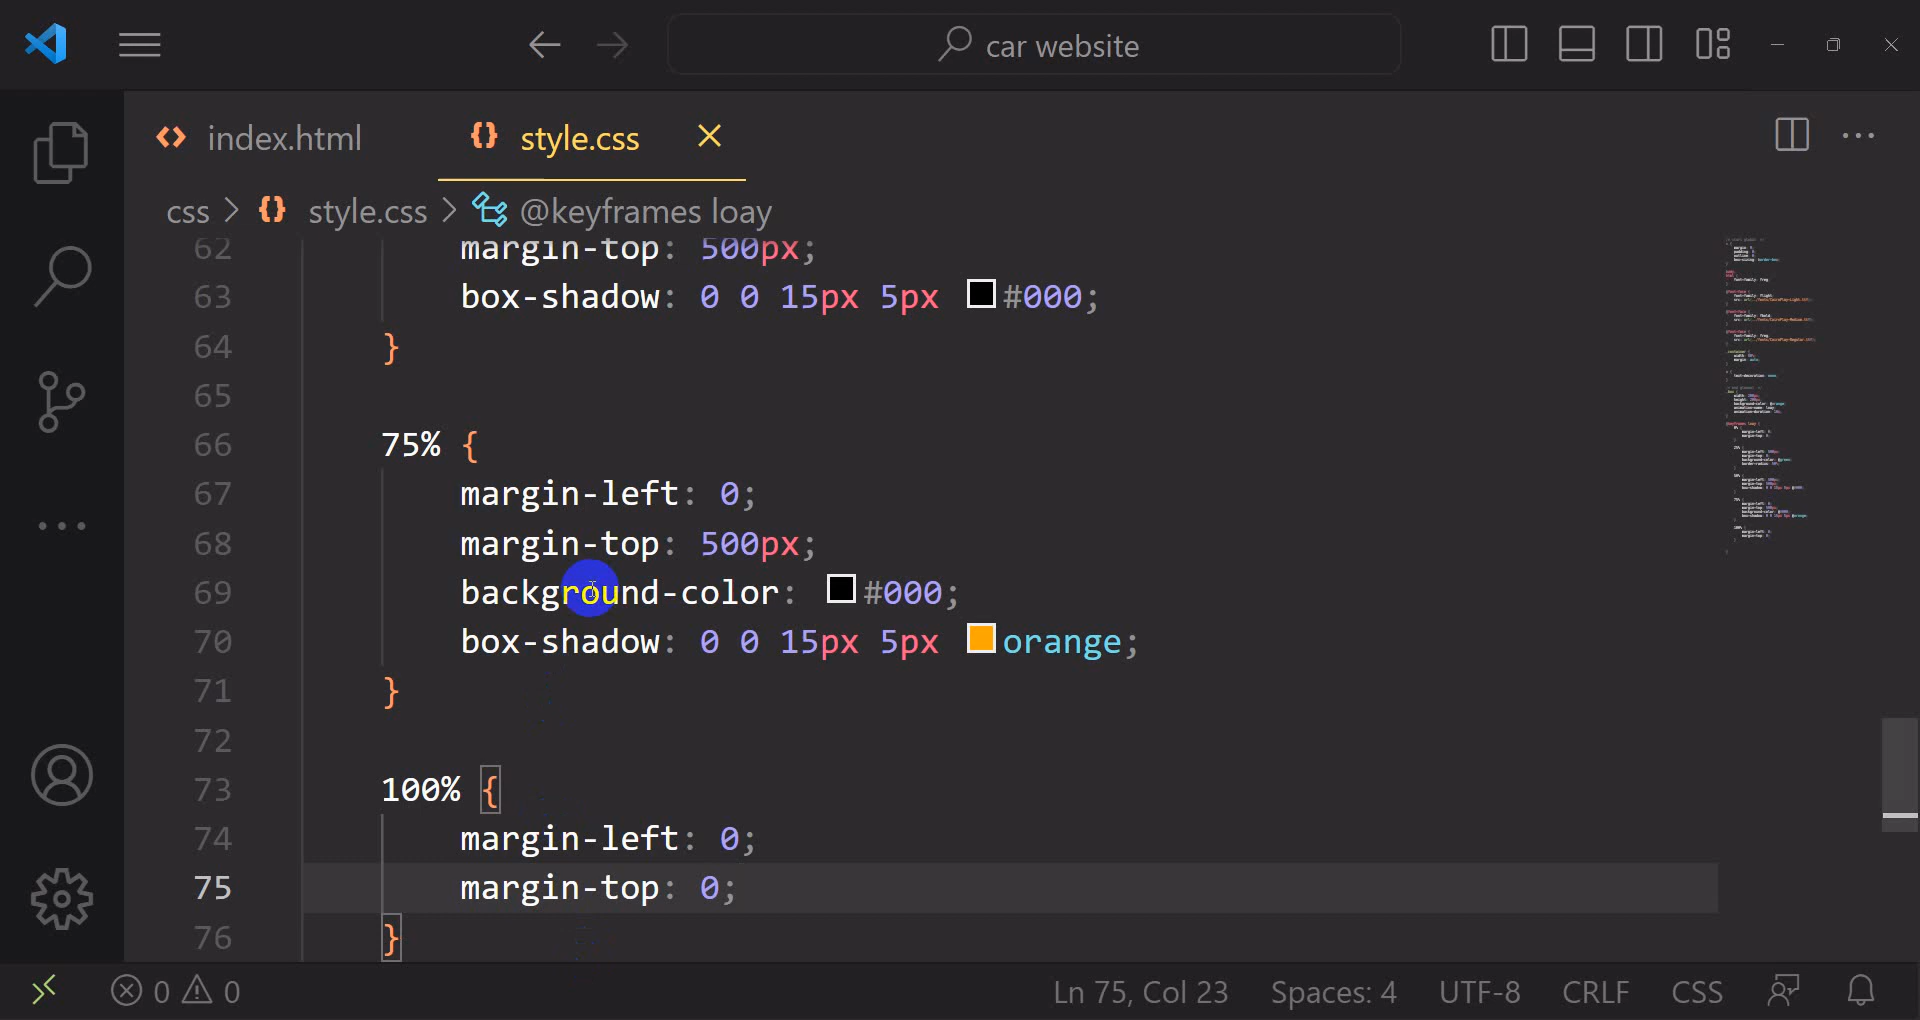 car website
index.html
style.css
css > style.css > @keyframes loay
62 margin-top: 500px;
63 box-shadow: 0 0 15px 5px #000;
64 }
65
66 75% {
67 margin-left: 0;
68 margin-top: 500px;
69 background-color: #000;
70 box-shadow: 0 0 15px 5px orange;
71 }
72
73 100% {
74 margin-left: 0;
75 margin-top: 0;
76 }
0 0 Ln 75, Col 23 Spaces: 4 UTF-8 CRLF CSS